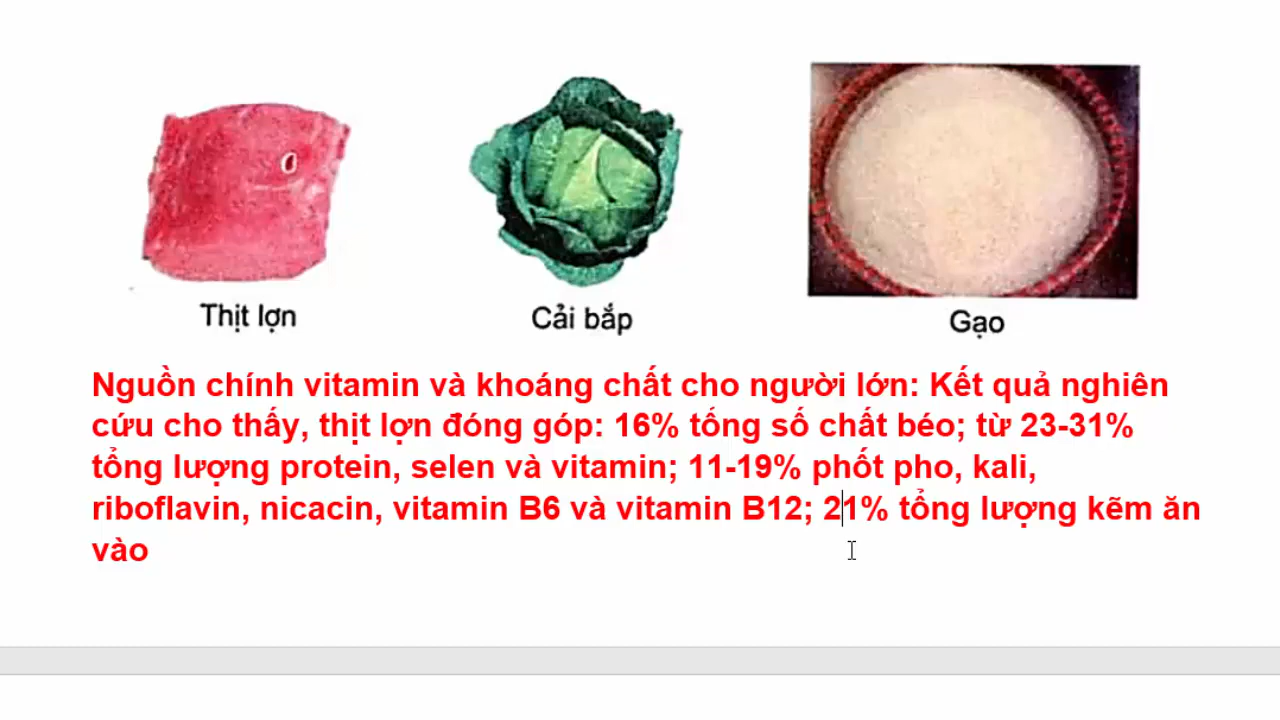 Thịt lợn
Cải bắp
Gạo
Nguồn chính vitamin và khoáng chất cho người lớn: Kết quả nghiên
cứu cho thấy, thịt lợn đóng góp: 16% tống số chất béo; từ 23-31%
tổng lượng protein, selen và vitamin; 11-19% phốt pho, kali,
riboflavin, nicacin, vitamin B6 và vitamin B12; 21% tổng lượng kẽm ăn
vào